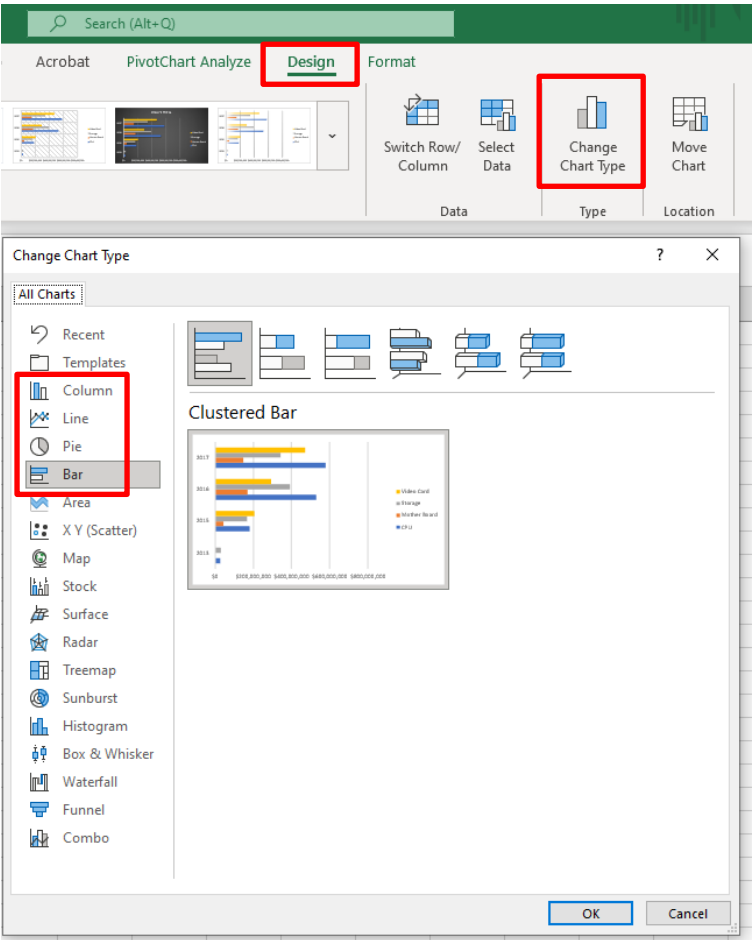 Search (Alt+Q)
Acrobat PivotChart Analyze Design Format
Switch Row/ Select Change Move
Column Data Chart Type Chart
Data Type Location
Change Chart Type ?
All Charts
Recent
Templates
Column
Line
Pie
Bar
Area
X Y (Scatter)
Map
Stock
Surface
Radar
Treemap
Sunburst
Histogram
Box & Whisker
Waterfall
Funnel
Combo
Clustered Bar
2017
2016
2015
2013
Video Card
Storage
Mother Board
CPU
$0 $200,000,000 $400,000,000 $600,000,000 $800,000,000
OK Cancel